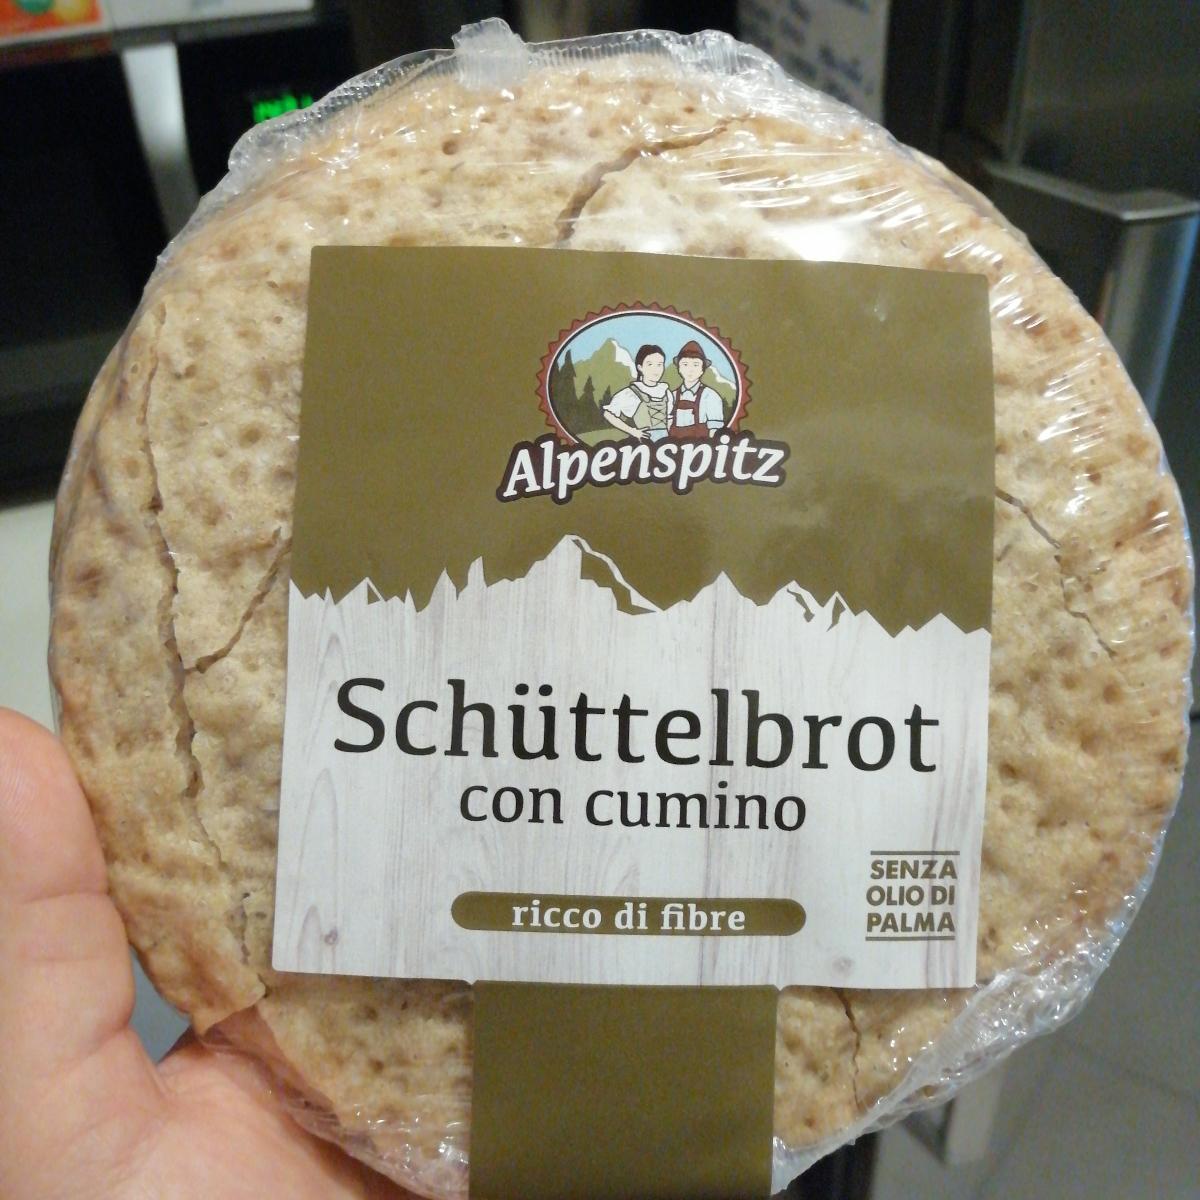 Alpenspitz
Schüttelbrot
con cumino
ricco di fibre
SENZA
OLIO DI
PALMA